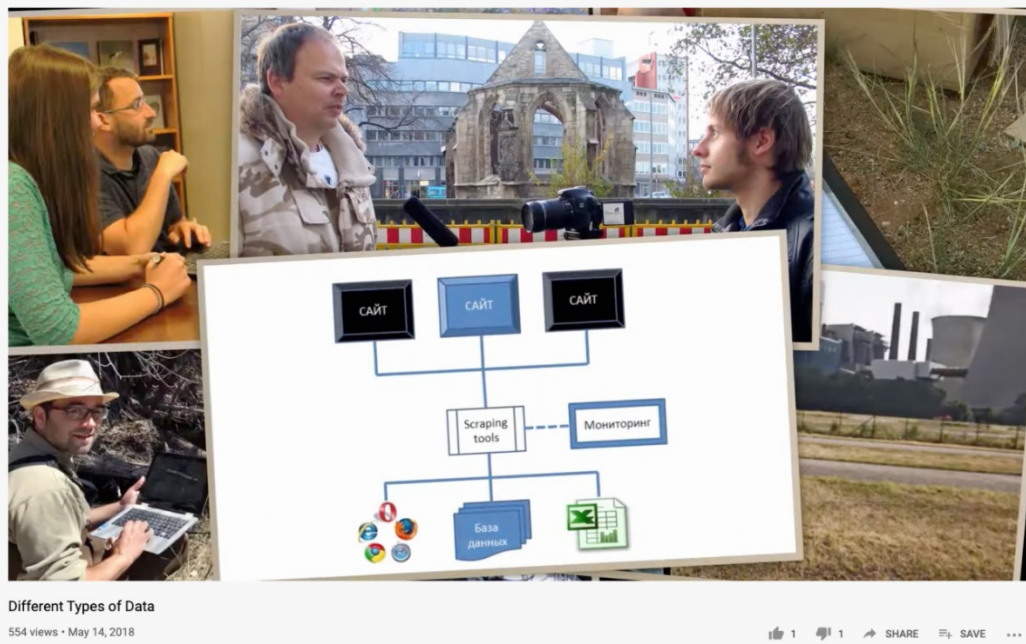 САЙТ
САЙТ
САЙТ
Scraping
tools
Мониторинг
База
данных
Different Types of Data
554 views • May 14, 2018
1
1
SHARE
SAVE